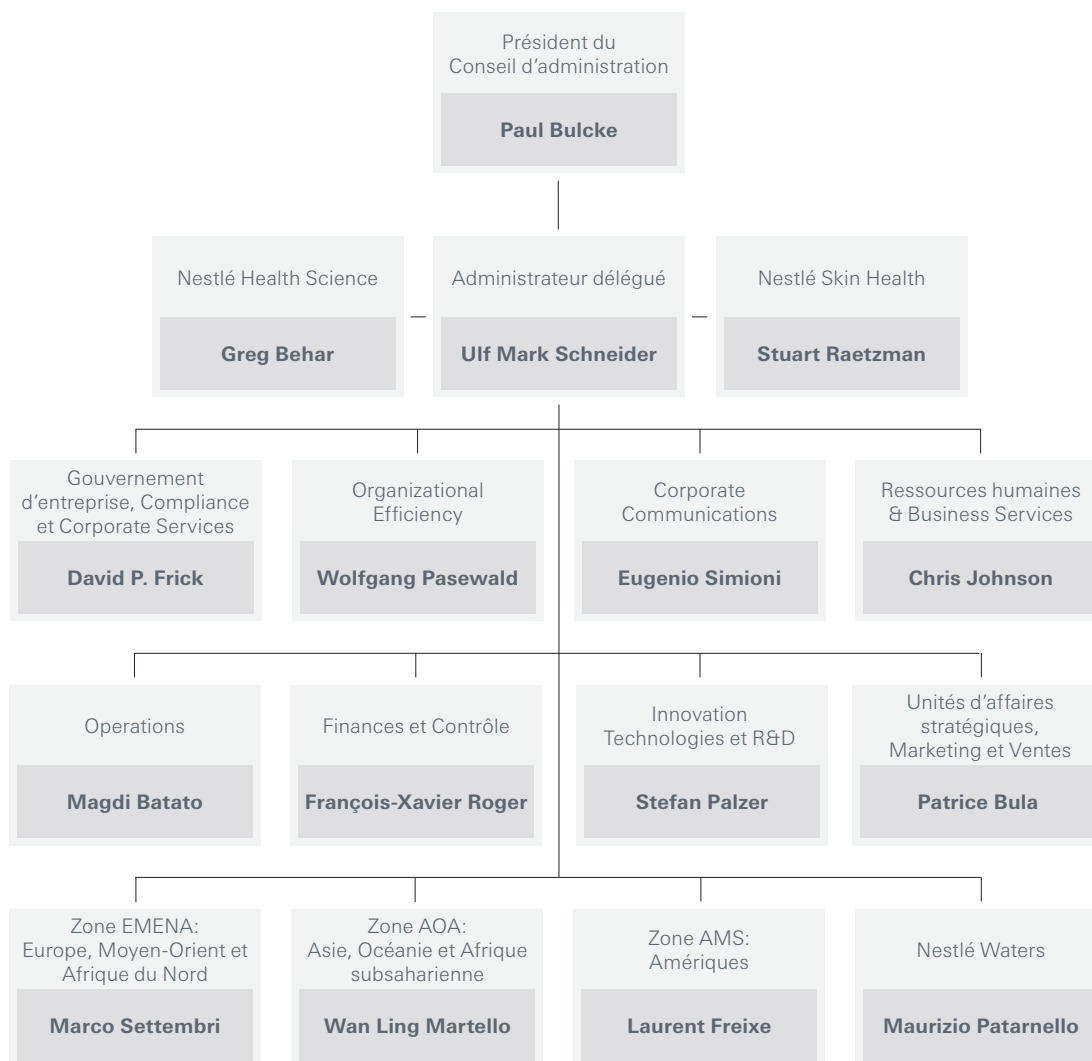 Président du
Conseil d'administration
Paul Bulcke
Nestlé Health Science
Greg Behar
Administrateur délégué
Ulf Mark Schneider
Nestlé Skin Health
Stuart Raetzman
Gouvernement
d'entreprise, Compliance
et Corporate Services
David P. Frick
Organizational
Efficiency
Wolfgang Pasewald
Corporate
Communications
Eugenio Simioni
Ressources humaines
& Business Services
Chris Johnson
Operations
Magdi Batato
Finances et Contrôle
François-Xavier Roger
Innovation
Technologies et R&D
Stefan Palzer
Unités d'affaires
stratégiques,
Marketing et Ventes
Patrice Bula
Zone EMENA:
Europe, Moyen-Orient et
Afrique du Nord
Marco Settembri
Zone AOA:
Asie, Océanie et Afrique
subsaharienne
Wan Ling Martello
Zone AMS:
Amériques
Laurent Freixe
Nestlé Waters
Maurizio Patarnello